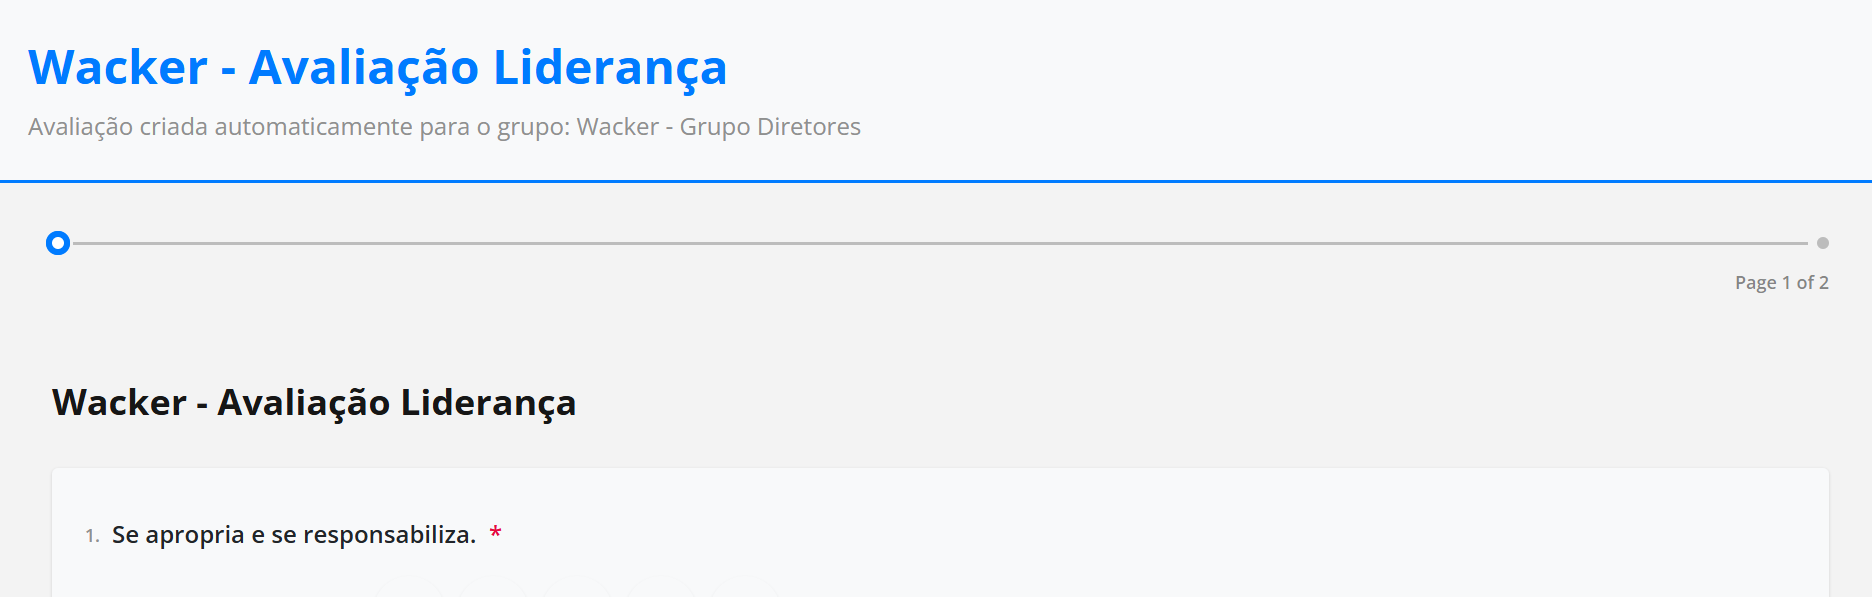 Wacker - Avaliação Liderança
Avaliação criada automaticamente para o grupo: Wacker - Grupo Diretores
Page 1 of 2
Wacker - Avaliação Liderança
1. Se apropria e se responsabiliza. *